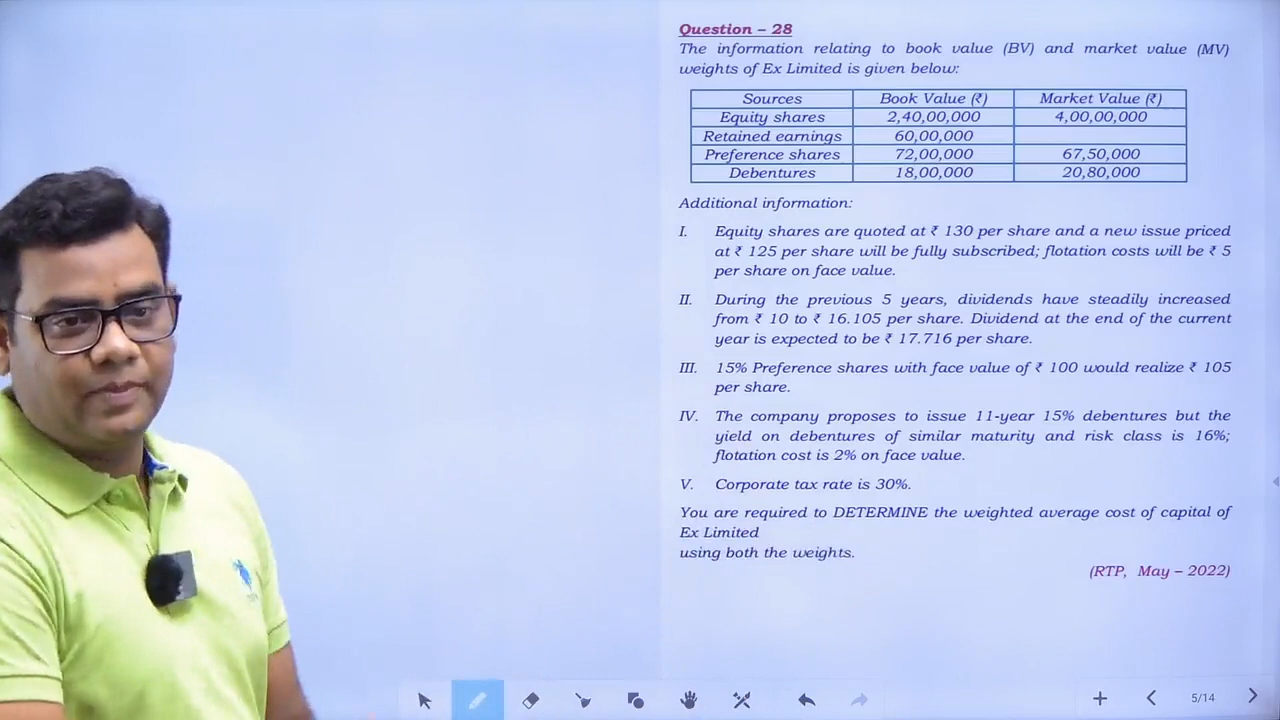 Question – 28
The information relating to book value (BV) and market value (MV)
weights of Ex Limited is given below:
Sources Book Value (₹) Market Value (₹)
Equity shares 2,40,00,000 4,00,00,000
Retained earnings 60,00,000
Preference shares 72,00,000 67,50,000
Debentures 18,00,000 20,80,000
Additional information:
I. Equity shares are quoted at ₹ 130 per share and a new issue priced
at ₹ 125 per share will be fully subscribed; flotation costs will be ₹ 5
per share on face value.
II. During the previous 5 years, dividends have steadily increased
from ₹ 10 to ₹ 16.105 per share. Dividend at the end of the current
year is expected to be ₹ 17.716 per share.
III. 15% Preference shares with face value of ₹ 100 would realize ₹ 105
per share.
IV. The company proposes to issue 11-year 15% debentures but the
yield on debentures of similar maturity and risk class is 16%;
flotation cost is 2% on face value.
V. Corporate tax rate is 30%.
You are required to DETERMINE the weighted average cost of capital of
Ex Limited
using both the weights.
(RTP, May – 2022)
5/14